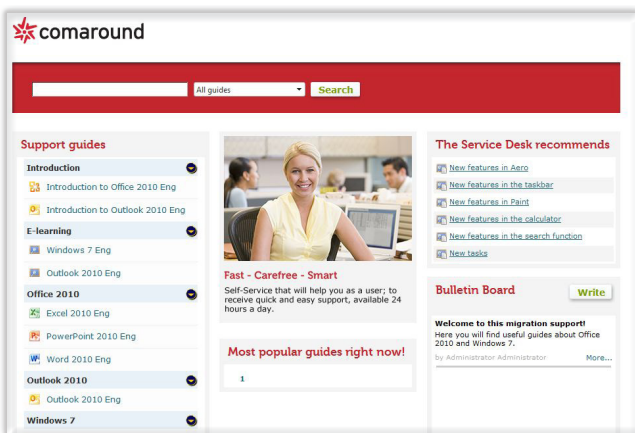 comaround
All guides
Search
Support guides
Introduction
Introduction to Office 2010 Eng
Introduction to Outlook 2010 Eng
E-learning
Windows 7 Eng
Outlook 2010 Eng
Office 2010
Excel 2010 Eng
PowerPoint 2010 Eng
Word 2010 Eng
Outlook 2010
Outlook 2010 Eng
Windows 7
Fast - Carefree - Smart
Self-Service that will help you as a user; to
receive quick and easy support, available 24
hours a day.
Most popular guides right now!
1
The Service Desk recommends
New features in Aero
New features in the taskbar
New features in Paint
New features in the calculator
New features in the search function
New tasks
Bulletin Board
Write
Welcome to this migration support!
Here you will find useful guides about Office
2010 and Windows 7.
by Administrator Administrator
More...